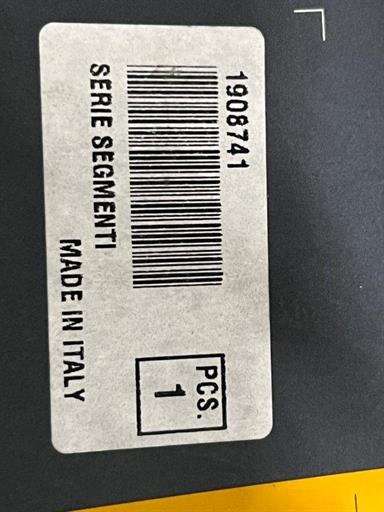 1908741
SERIE SEGMENTI
PCS.
1
MADE IN ITALY